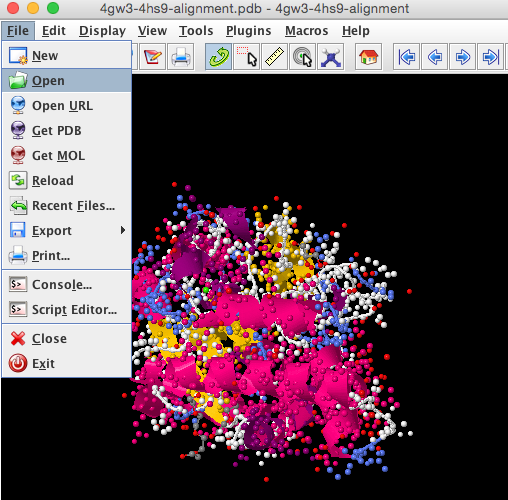 4gw3-4hs9-alignment.pdb - 4gw3-4hs9-alignment
File Edit Display View Tools Plugins Macros Help
New
Open
Open URL
Get PDB
Get MOL
Reload
Recent Files...
Export
Print...
$> Console...
$> Script Editor...
Close
Exit